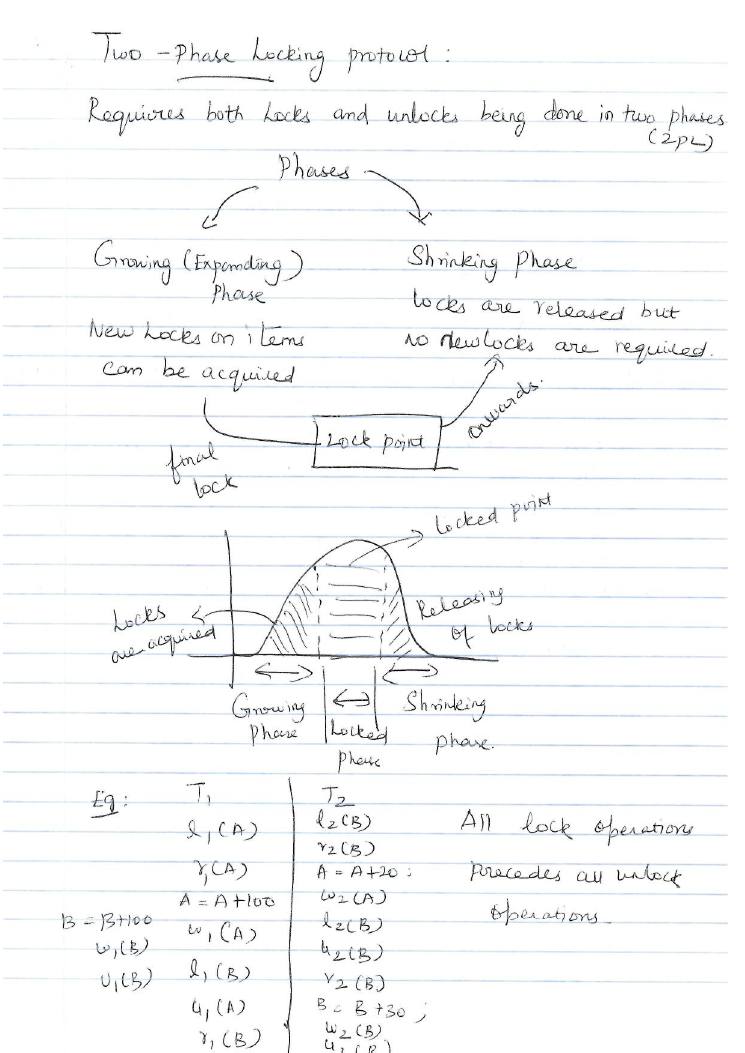 Two-Phase Locking protocol :
Requires both Locks and unlocks being done in two phases
(2PL)
Phases
Growing (Expanding)
Phase
New Locks on items
can be acquired
Shrinking Phase
Locks are released but
no New locks are required.
final
lock
Lock point
onwards.
Locked point
Locks
are acquired
Releasing
of locks
Growing
Phase
Locked
Phase
Shrinking
phase.
Eg :
T1
l1(A)
r1(A)
A = A+100
w1(A)
l1(B)
u1(A)
r1(B)
B = B+100
w1(B)
U1(B)
T2
l2(B)
r2(B)
A = A+20 ;
w2(A)
l2(B)
u2(B)
r2(B)
B = B+30 ;
w2(B)
u2(B)
All lock operations
precedes all unlock
operations.